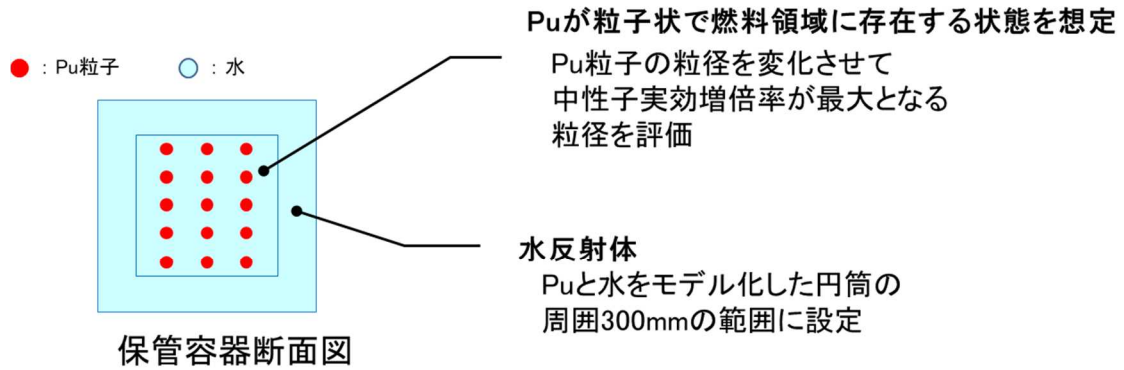 Puが粒子状で燃料領域に存在する状態を想定
Pu粒子の粒径を変化させて
中性子実効増倍率が最大となる
粒径を評価
：Pu粒子　：水
水反射体
Puと水をモデル化した円筒の
周囲300mmの範囲に設定
保管容器断面図